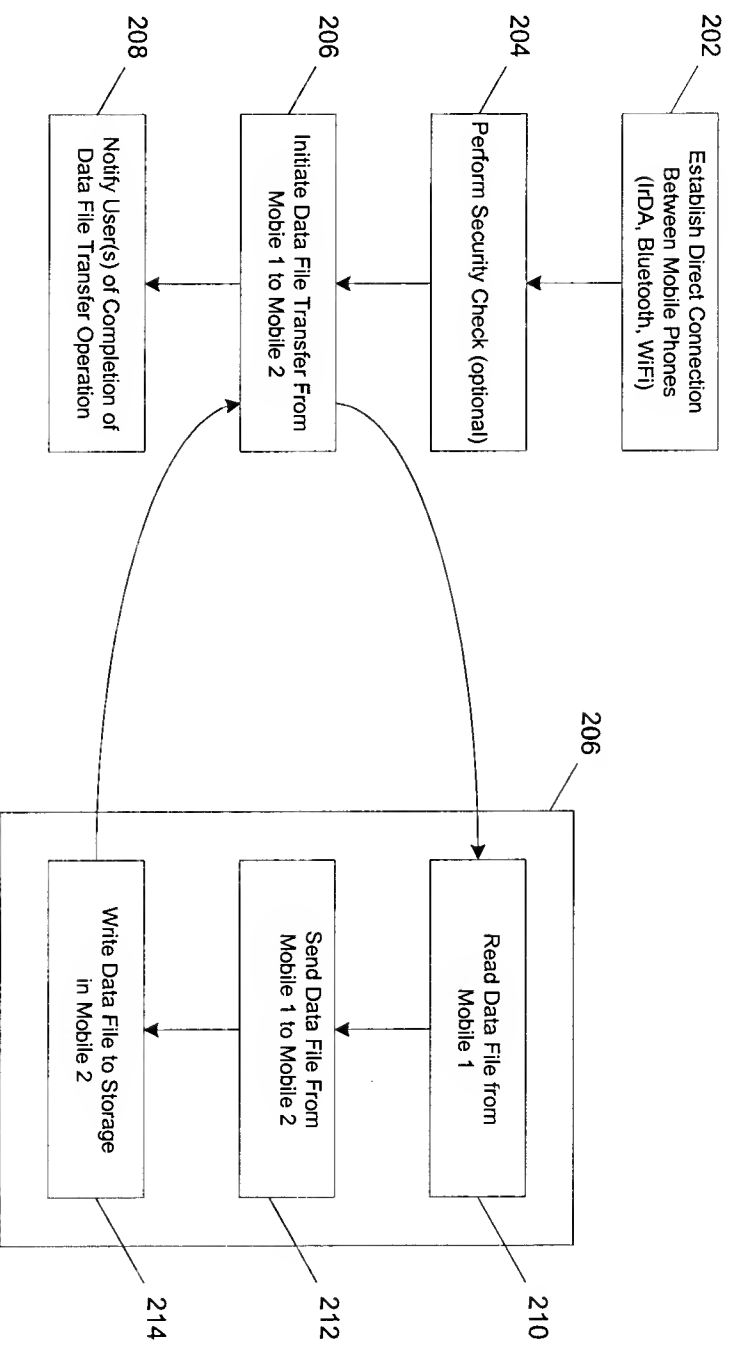 202
Establish Direct Connection
Between Mobile Phones
(IrDA, Bluetooth, WiFi)
204
Perform Security Check (optional)
206
Initiate Data File Transfer From
Mobie 1 to Mobile 2
208
Notify User(s) of Completion of
Data File Transfer Operation
206
Read Data File from
Mobile 1
210
Send Data File From
Mobile 1 to Mobile 2
212
Write Data File to Storage
in Mobile 2
214